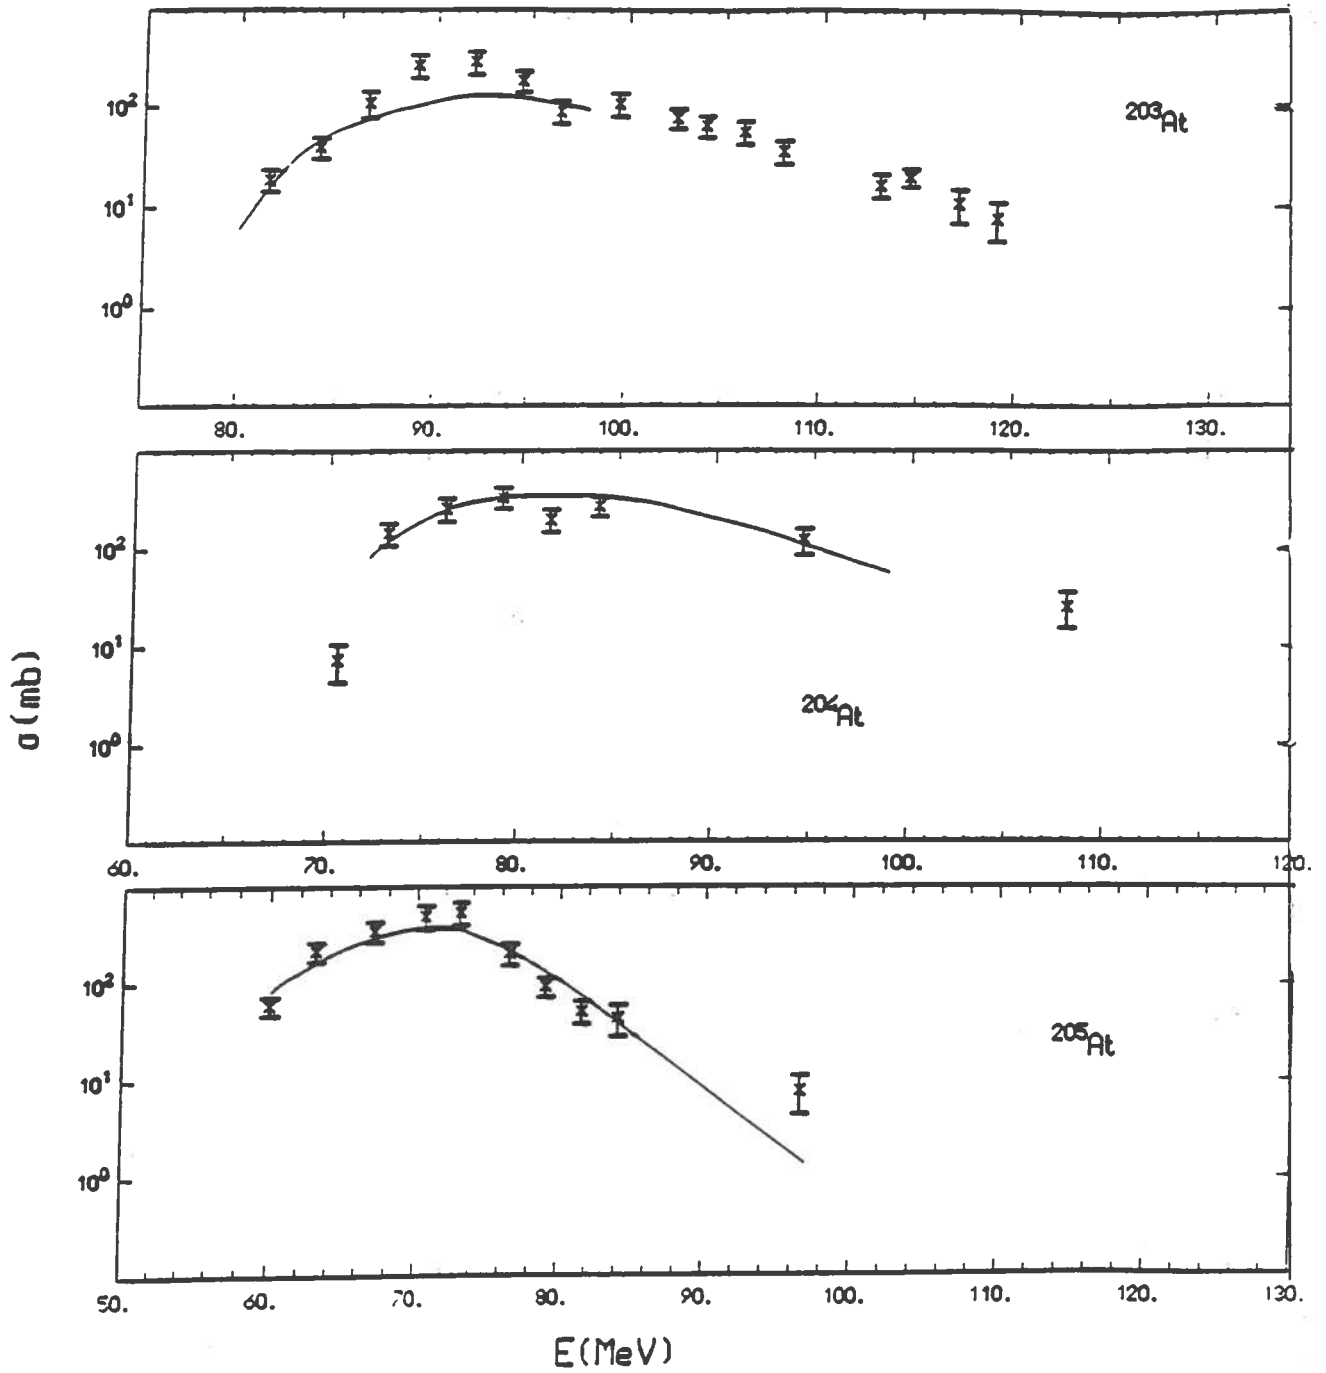 10²
²⁰³At
10¹
10⁰
80. 90. 100. 110. 120. 130.
10²
10¹
σ(mb)
²⁰⁴At
10⁰
60. 70. 80. 90. 100. 110. 120.
10²
²⁰⁵At
10¹
10⁰
50. 60. 70. 80. 90. 100. 110. 120. 130.
E(MeV)